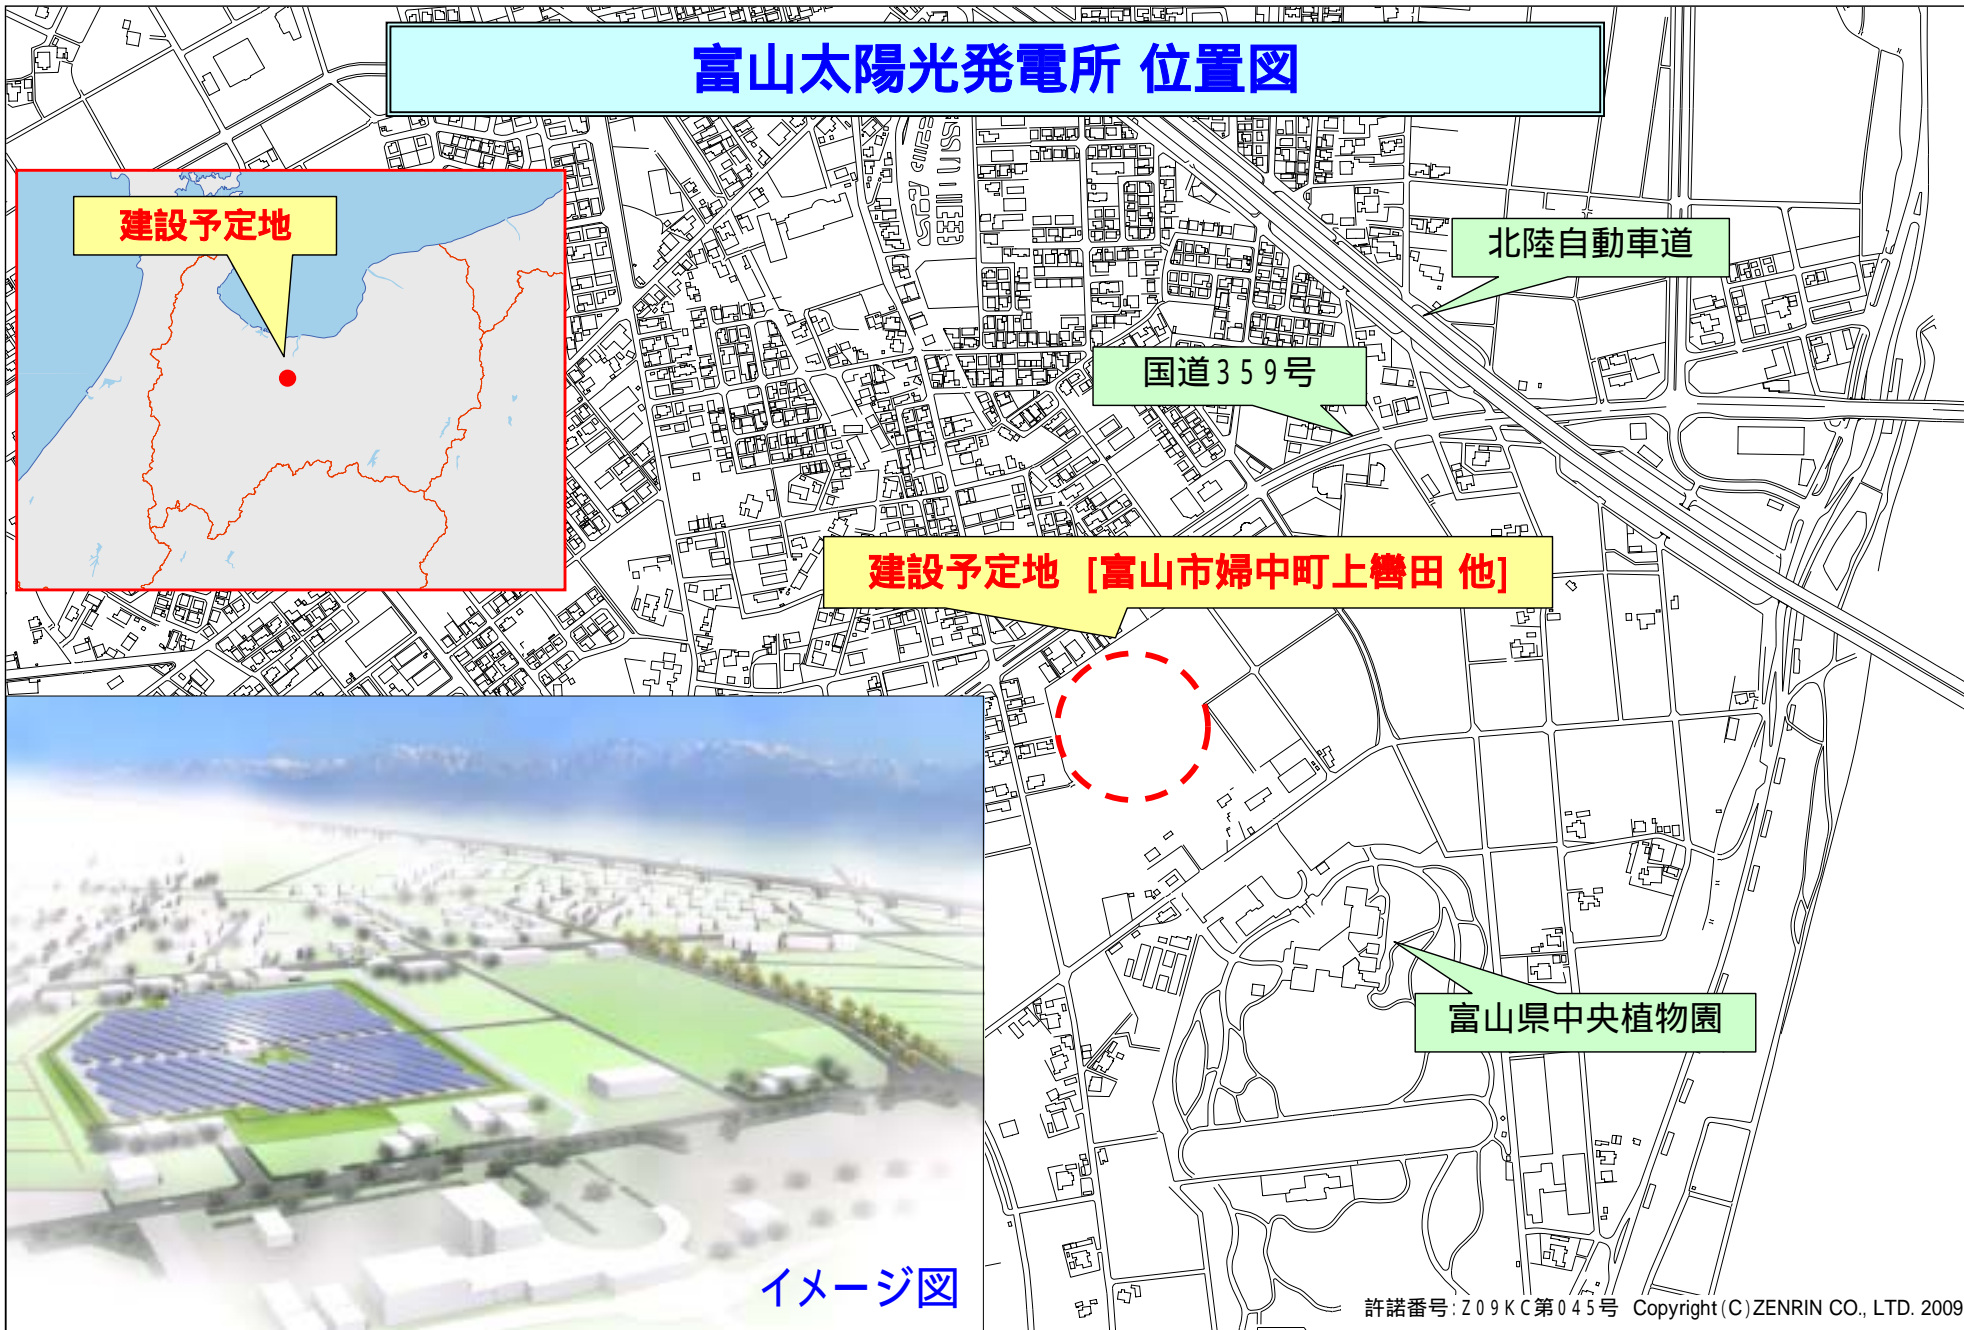 富山太陽光発電所 位置図
建設予定地
北陸自動車道
国道359号
建設予定地 [富山市婦中町上轡田 他]
富山県中央植物園
イメージ図
許諾番号:Z09KC第045号 Copyright(C)ZENRIN CO., LTD. 2009